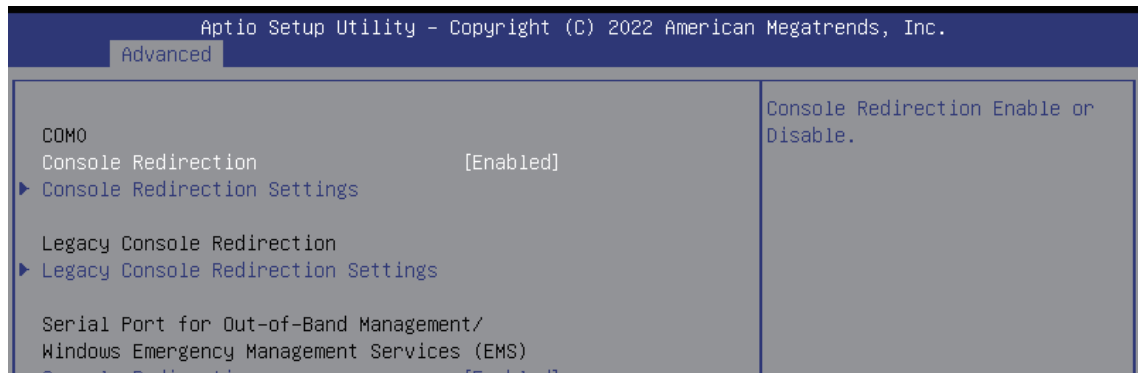 Aptio Setup Utility – Copyright (C) 2022 American Megatrends, Inc.
Advanced
COM0
Console Redirection [Enabled]
Console Redirection Settings
Legacy Console Redirection
Legacy Console Redirection Settings
Serial Port for Out-of-Band Management/
Windows Emergency Management Services (EMS)
Console Redirection Enable or
Disable.